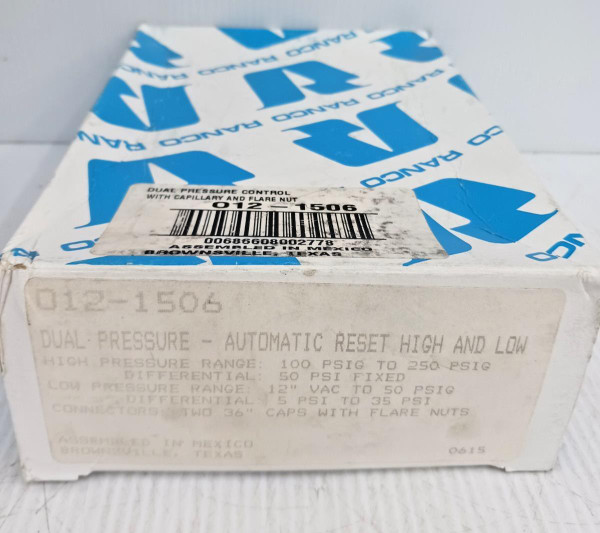 RANCO RANCO RANCO
RANCO RANCO RANCO
RANCO
DUAL PRESSURE CONTROL
WITH CAPILLARY AND FLARE NUT
012-1506
00686608002778
ASSEMBLED IN MEXICO
BROWNSVILLE, TEXAS
012-1506
DUAL PRESSURE - AUTOMATIC RESET HIGH AND LOW
HIGH PRESSURE RANGE: 100 PSIG TO 250 PSIG
DIFFERENTIAL: 50 PSI FIXED
LOW PRESSURE RANGE: 12" VAC TO 50 PSIG
DIFFERENTIAL: 5 PSI TO 35 PSI
CONNECTORS: TWO 36" CAPS WITH FLARE NUTS
ASSEMBLED IN MEXICO
BROWNSVILLE, TEXAS
0615